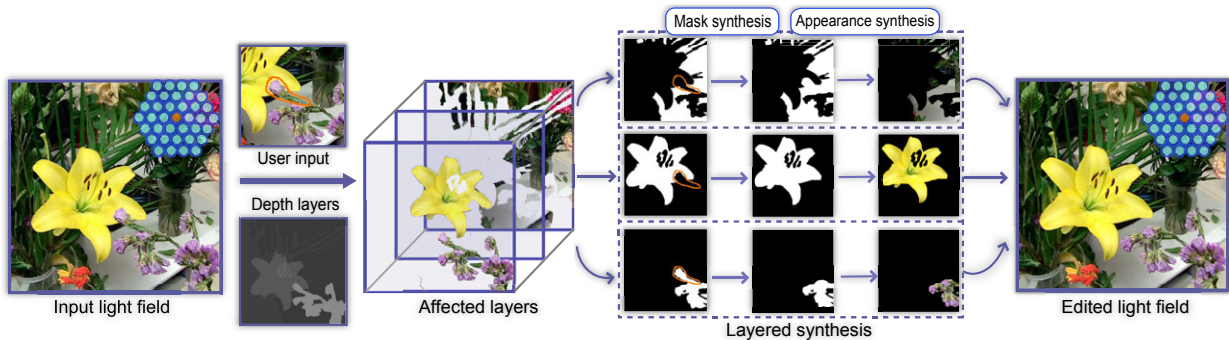 Mask synthesis
Appearance synthesis
User input
Depth layers
Input light field
Affected layers
Layered synthesis
Edited light field